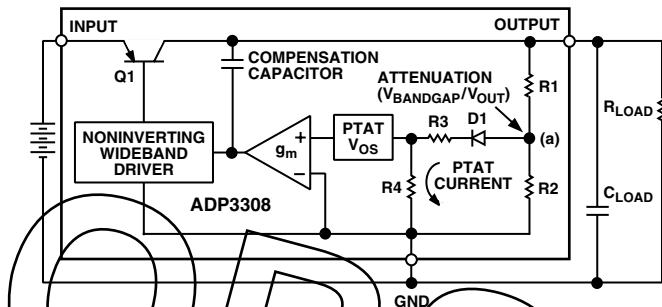 INPUT
OUTPUT
Q1
COMPENSATION
CAPACITOR
ATTENUATION
(VBANDGAP/VOUT)
R1
RLOAD
NONINVERTING
WIDEBAND
DRIVER
gm
+
−
PTAT
VOS
R3
D1
(a)
R4
PTAT
CURRENT
R2
CLOAD
ADP3308
GND